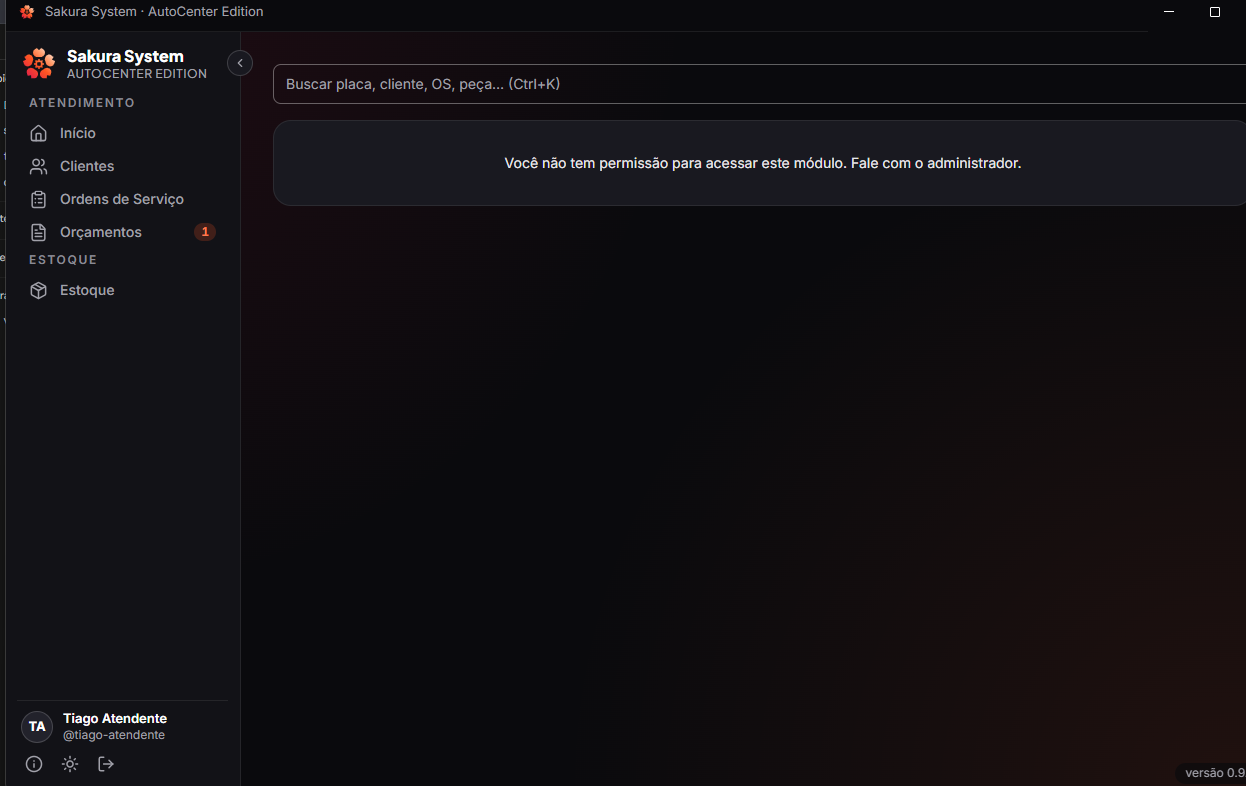 Sakura System · AutoCenter Edition
Sakura System
AUTOCENTER EDITION
ATENDIMENTO
Início
Clientes
Ordens de Serviço
Orçamentos 1
ESTOQUE
Estoque
Buscar placa, cliente, OS, peça... (Ctrl+K)
Você não tem permissão para acessar este módulo. Fale com o administrador.
TA
Tiago Atendente
@tiago-atendente
versão 0.9